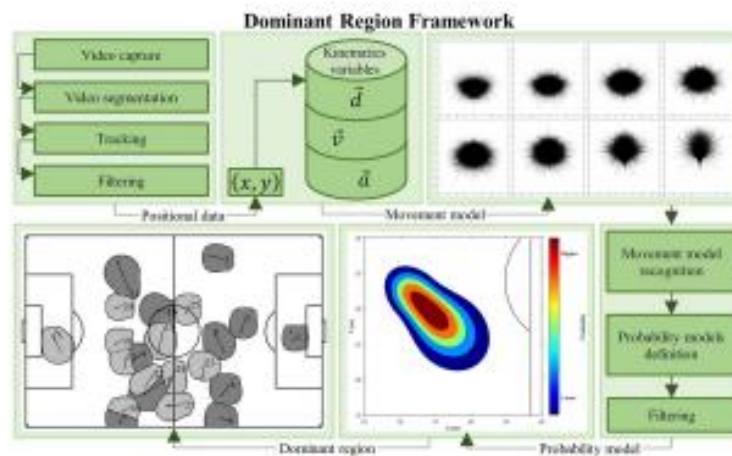 Dominant Region Framework
Video capture
Video segmentation
Tracking
Filtering
Positional data
{x, y}
Kinematics
variables
d⃗
v⃗
a⃗
Movement model
Movement model
recognition
Probability models
definition
Filtering
Probability model
Dominant region